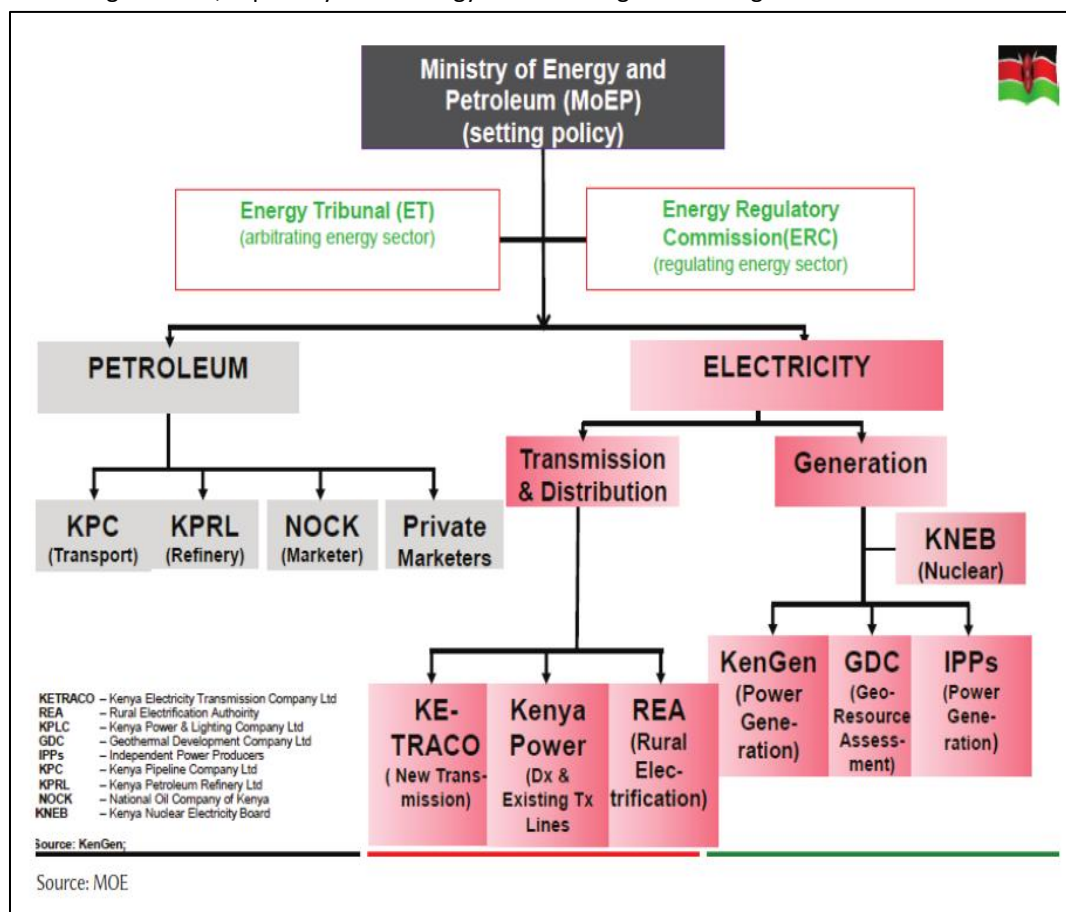 Ministry of Energy and
Petroleum (MoEP)
(setting policy)
Energy Tribunal (ET)
(arbitrating energy sector)
Energy Regulatory
Commission(ERC)
(regulating energy sector)
PETROLEUM
ELECTRICITY
Transmission
& Distribution
Generation
KPC
(Transport)
KPRL
(Refinery)
NOCK
(Marketer)
Private
Marketers
KNEB
(Nuclear)
KE-
TRACO
( New Trans-
mission)
Kenya
Power
(Dx &
Existing Tx
Lines
REA
(Rural
Elec-
trification)
KenGen
(Power
Gene-
ration)
GDC
(Geo-
Resource
Assess-
ment)
IPPs
(Power
Gene-
ration)
KETRACO – Kenya Electricity Transmission Company Ltd
REA – Rural Electrification Authoirity
KPLC – Kenya Power & Lighting Company Ltd
GDC – Geothermal Development Company Ltd
IPPs – Independent Power Producers
KPC – Kenya Pipeline Company Ltd
KPRL – Kenya Petroleum Refinery Ltd
NOCK – National Oil Company of Kenya
KNEB – Kenya Nuclear Electricity Board
Source: KenGen;
Source: MOE